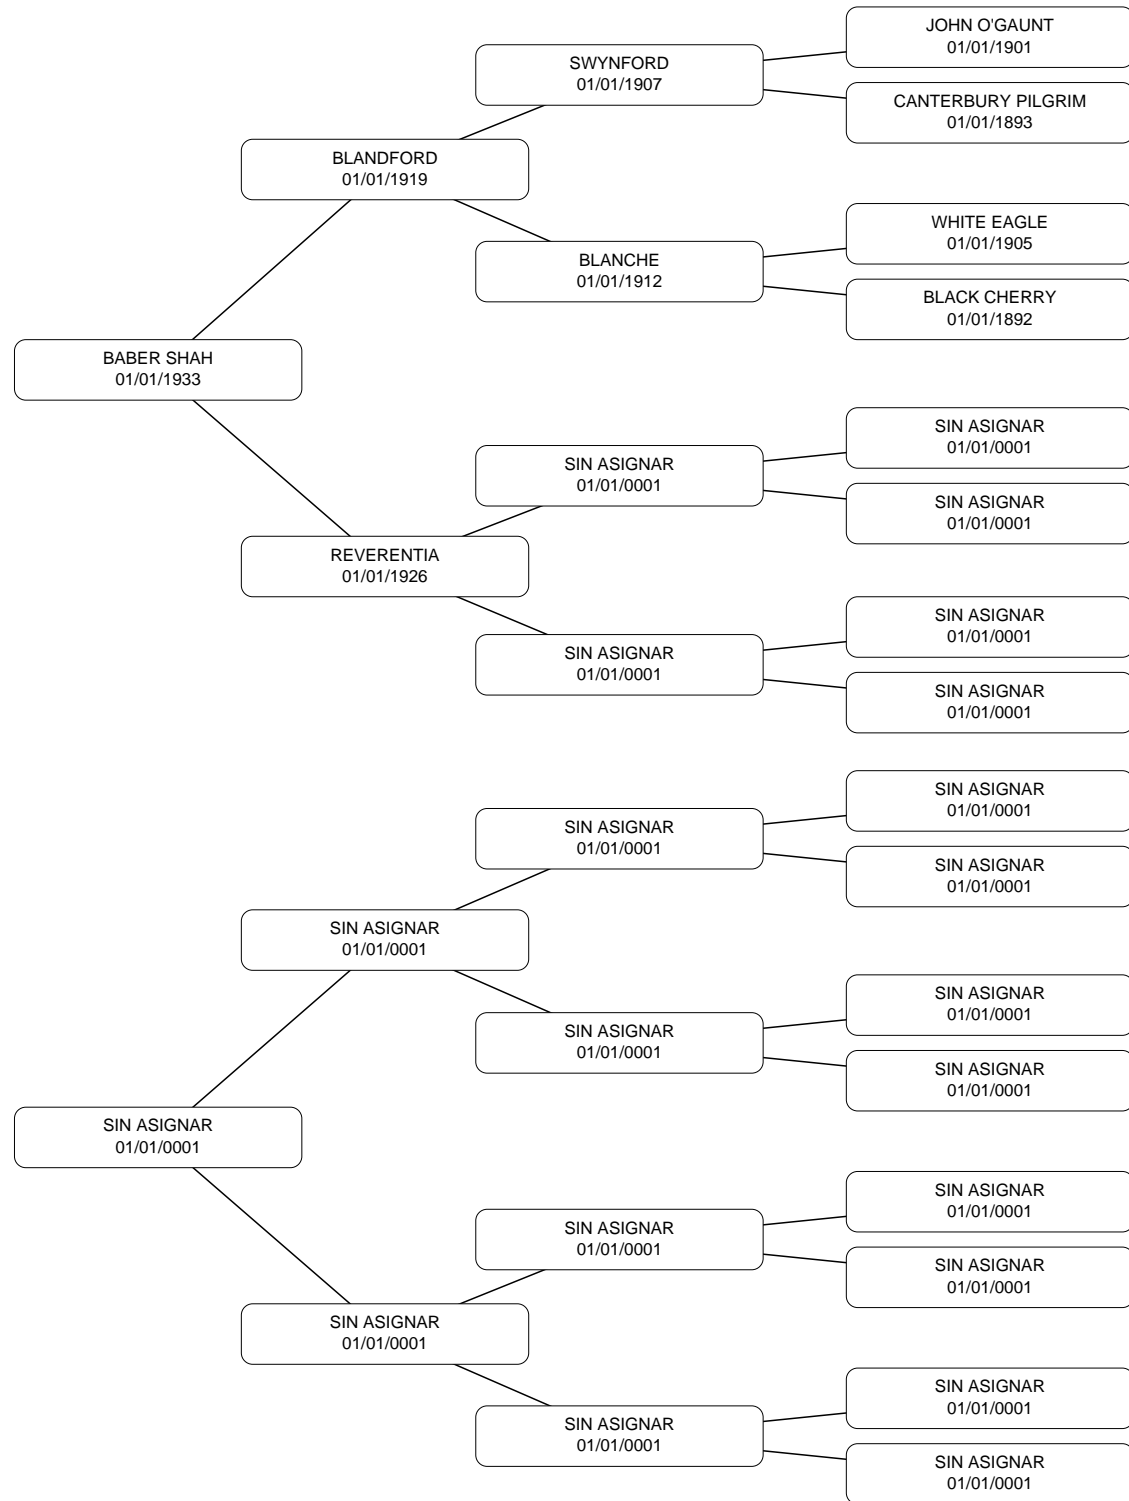 JOHN O'GAUNT
01/01/1901
SWYNFORD
01/01/1907
CANTERBURY PILGRIM
01/01/1893
BLANDFORD
01/01/1919
WHITE EAGLE
01/01/1905
BLANCHE
01/01/1912
BLACK CHERRY
01/01/1892
BABER SHAH
01/01/1933
SIN ASIGNAR
01/01/0001
SIN ASIGNAR
01/01/0001
SIN ASIGNAR
01/01/0001
REVERENTIA
01/01/1926
SIN ASIGNAR
01/01/0001
SIN ASIGNAR
01/01/0001
SIN ASIGNAR
01/01/0001
SIN ASIGNAR
01/01/0001
SIN ASIGNAR
01/01/0001
SIN ASIGNAR
01/01/0001
SIN ASIGNAR
01/01/0001
SIN ASIGNAR
01/01/0001
SIN ASIGNAR
01/01/0001
SIN ASIGNAR
01/01/0001
SIN ASIGNAR
01/01/0001
SIN ASIGNAR
01/01/0001
SIN ASIGNAR
01/01/0001
SIN ASIGNAR
01/01/0001
SIN ASIGNAR
01/01/0001
SIN ASIGNAR
01/01/0001
SIN ASIGNAR
01/01/0001
SIN ASIGNAR
01/01/0001